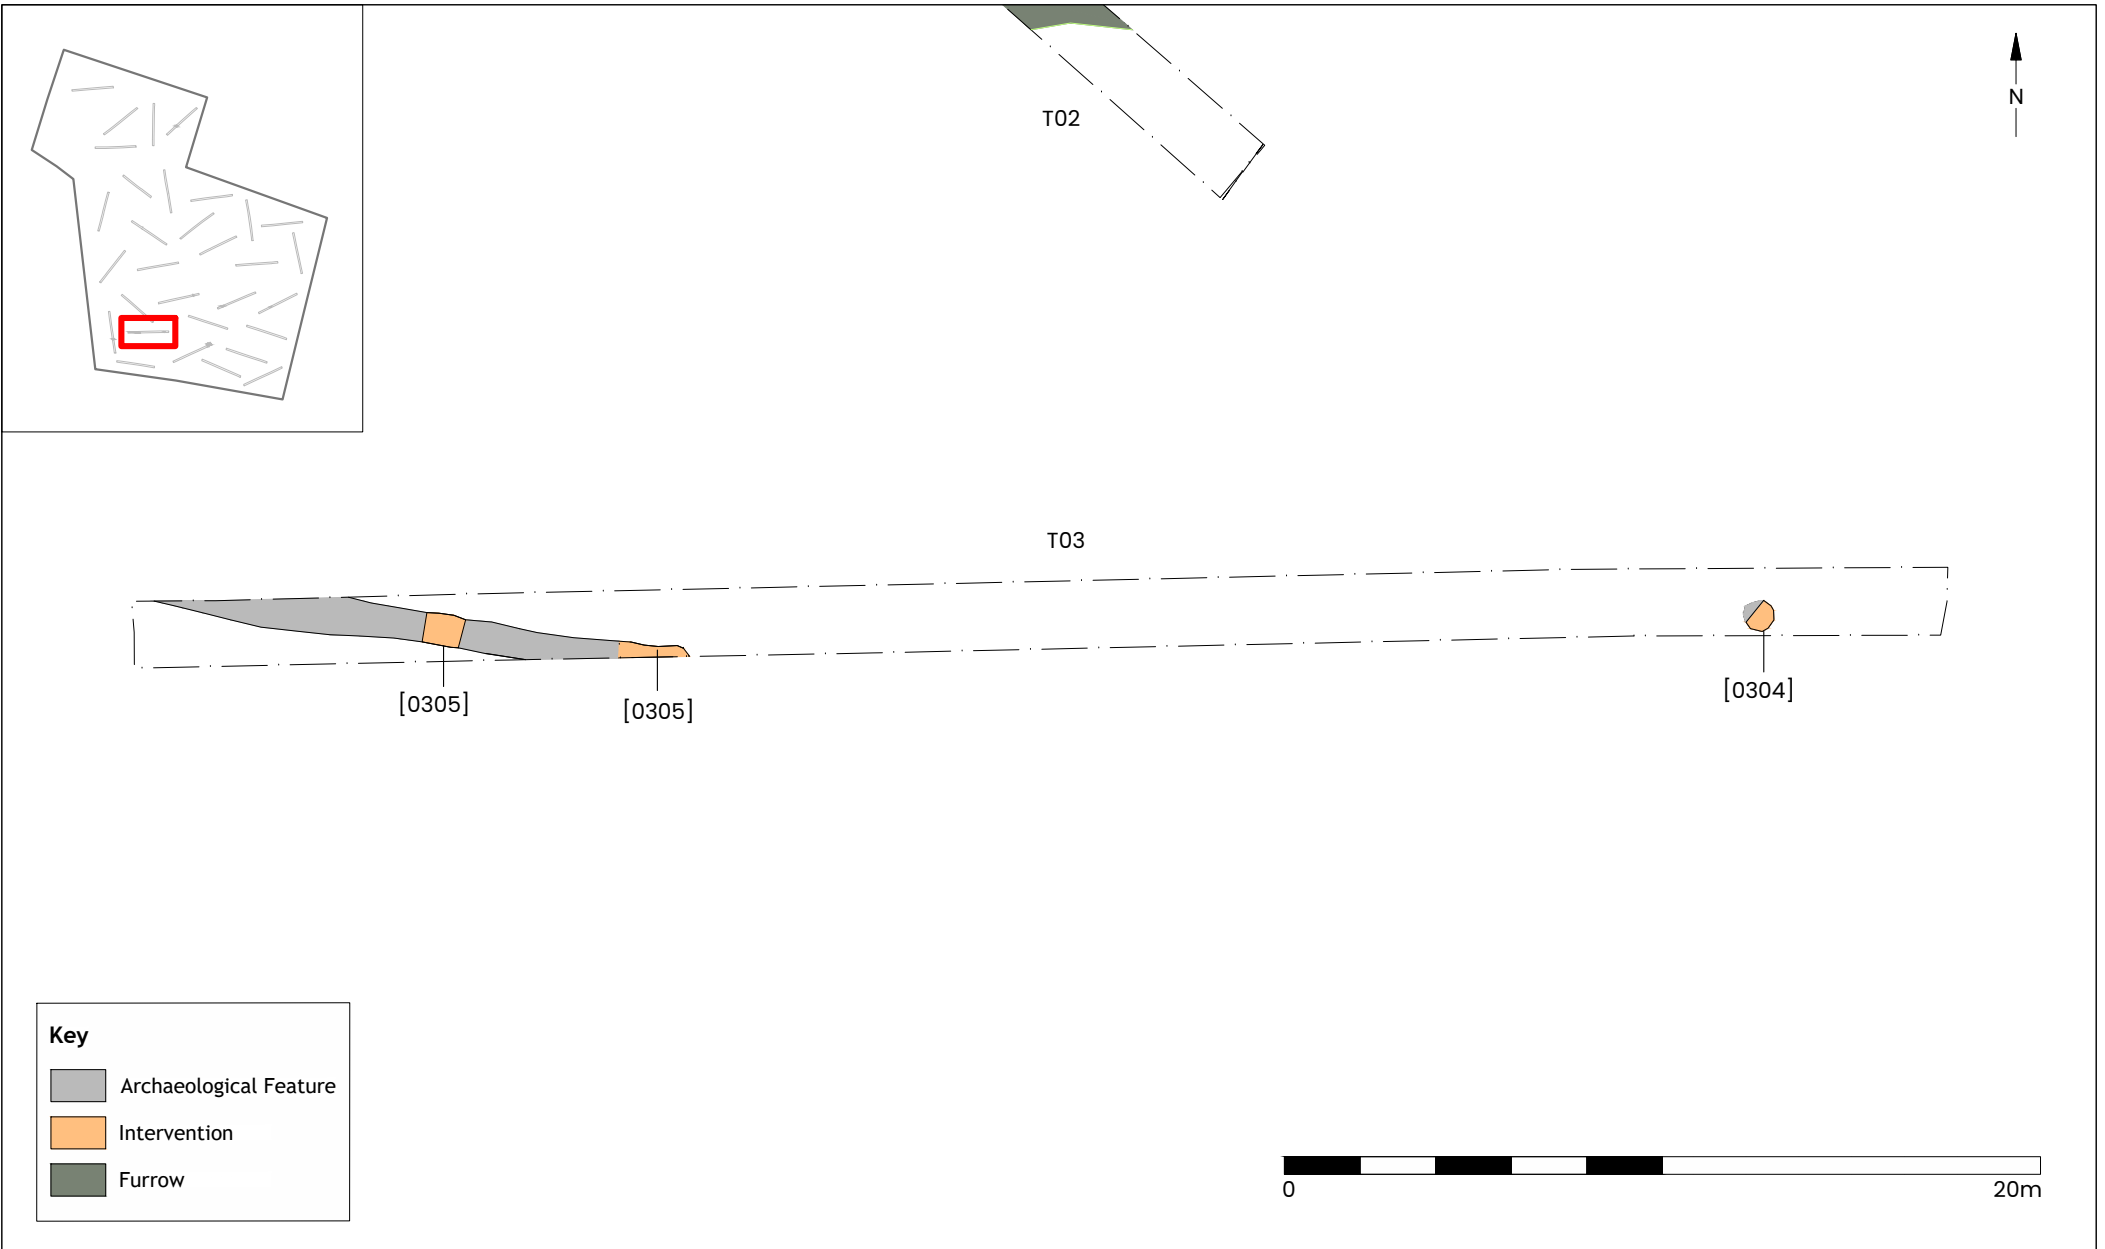 T02
N
T03
[0305]
[0305]
[0304]
Key
Archaeological Feature
Intervention
Furrow
0
20m